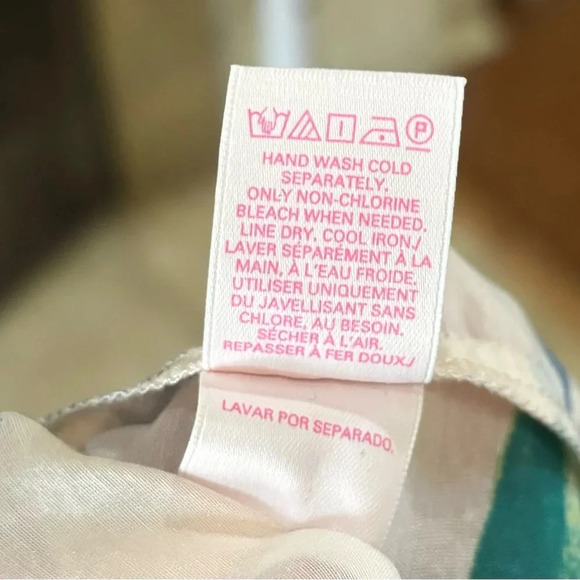 P
HAND WASH COLD
SEPARATELY.
ONLY NON-CHLORINE
BLEACH WHEN NEEDED.
LINE DRY, COOL IRON./
LAVER SÉPARÉMENT À LA
MAIN, À L'EAU FROIDE.
UTILISER UNIQUEMENT
DU JAVELLISANT SANS
CHLORE, AU BESOIN.
SÉCHER À L'AIR.
REPASSER À FER DOUX./
LAVAR POR SEPARADO.